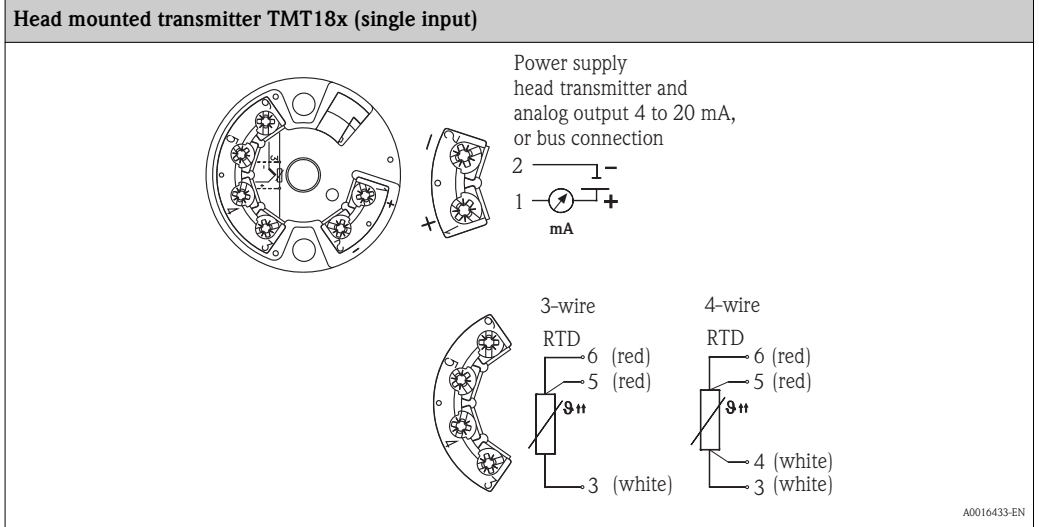 Head mounted transmitter TMT18x (single input)
Power supply
head transmitter and
analog output 4 to 20 mA,
or bus connection
2 –
1 +
mA
3-wire
4-wire
RTD
6 (red)
5 (red)
ϑ
3 (white)
RTD
6 (red)
5 (red)
ϑ
4 (white)
3 (white)
A0016433-EN